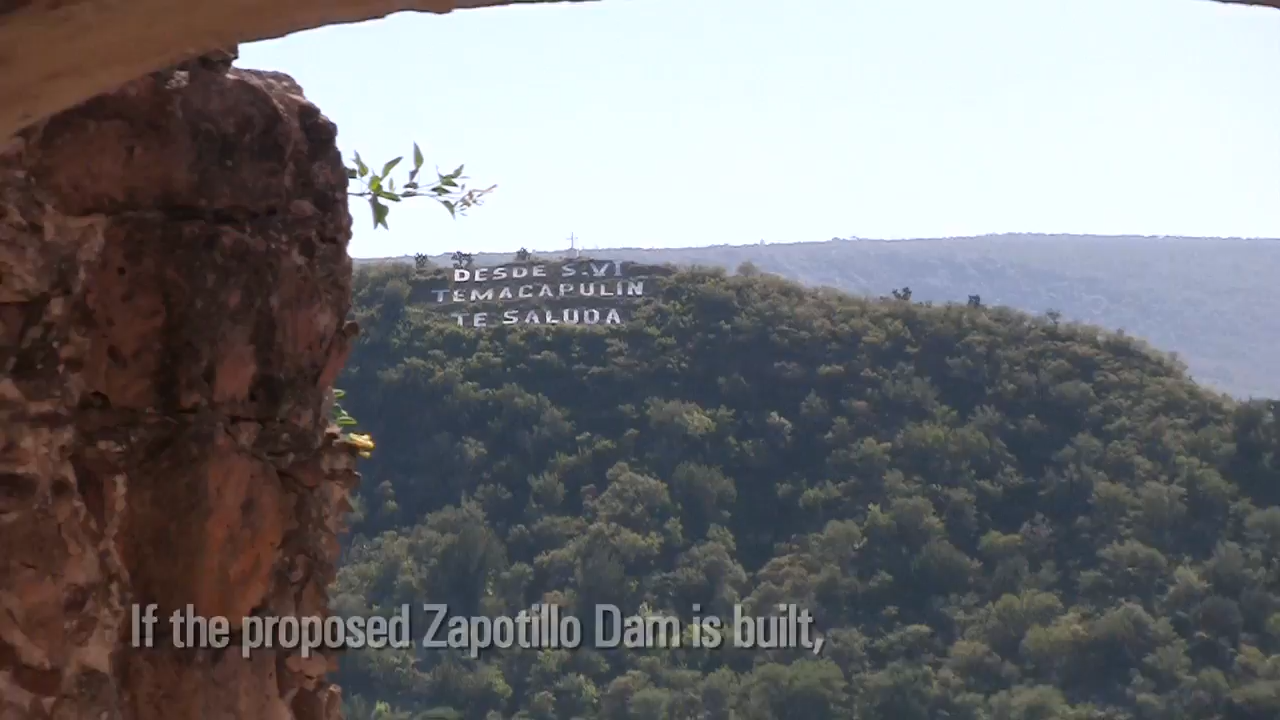 DESDE S.VI
TEMACAPULIN
TE SALUDA
If the proposed Zapotillo Dam is built,